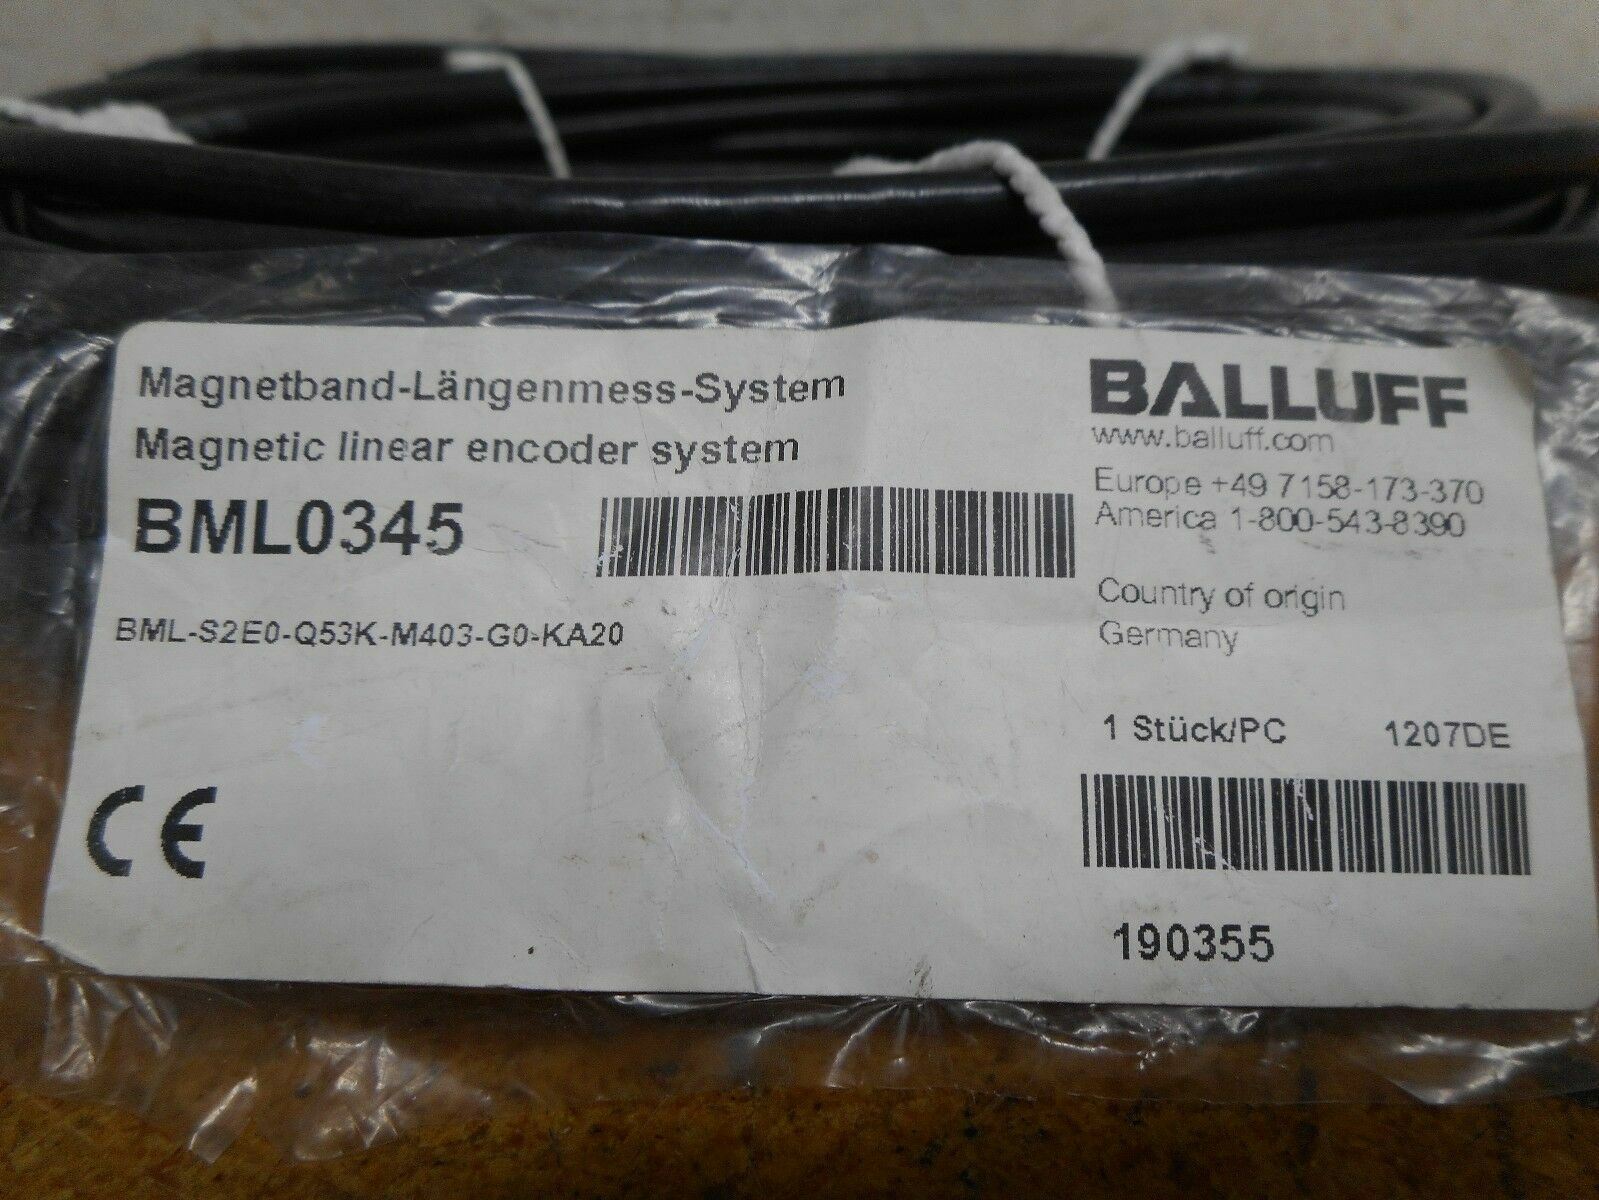 Magnetband-Längenmess-System
Magnetic linear encoder system
BML0345
BML-S2E0-Q53K-M403-G0-KA20
CE
BALLUFF
www.balluff.com
Europe +49 7158-173-370
America 1-800-543-8390
Country of origin
Germany
1 Stück/PC 1207DE
190355